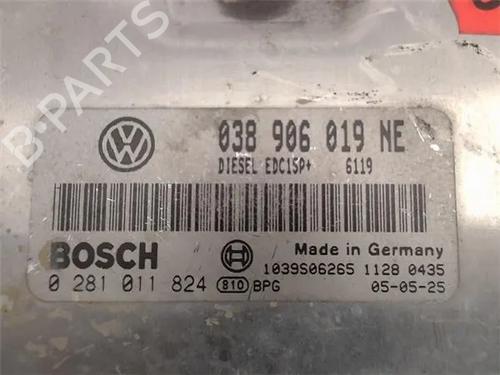 038 906 019 NE
DIESEL EDC15P+ 6119
BOSCH
Made in Germany
1039S06265 1128 0435
0 281 011 824 810 BPG 05-05-25
B-PARTS